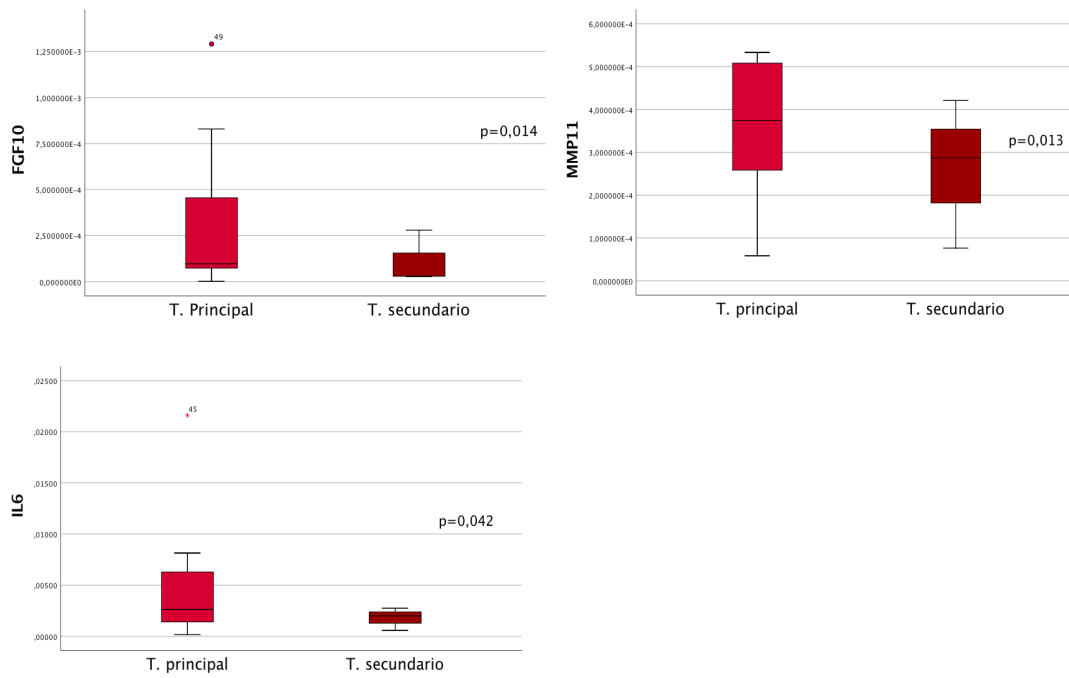 49
1,250000E-3
1,000000E-3
7,500000E-4
5,000000E-4
2,500000E-4
0,000000E0
FGF10
p=0,014
T. Principal
T. secundario
6,000000E-4
5,000000E-4
4,000000E-4
3,000000E-4
2,000000E-4
1,000000E-4
0,000000E0
MMP11
p=0,013
T. principal
T. secundario
,02500
45
,02000
,01500
,01000
,00500
,00000
IL6
p=0,042
T. principal
T. secundario